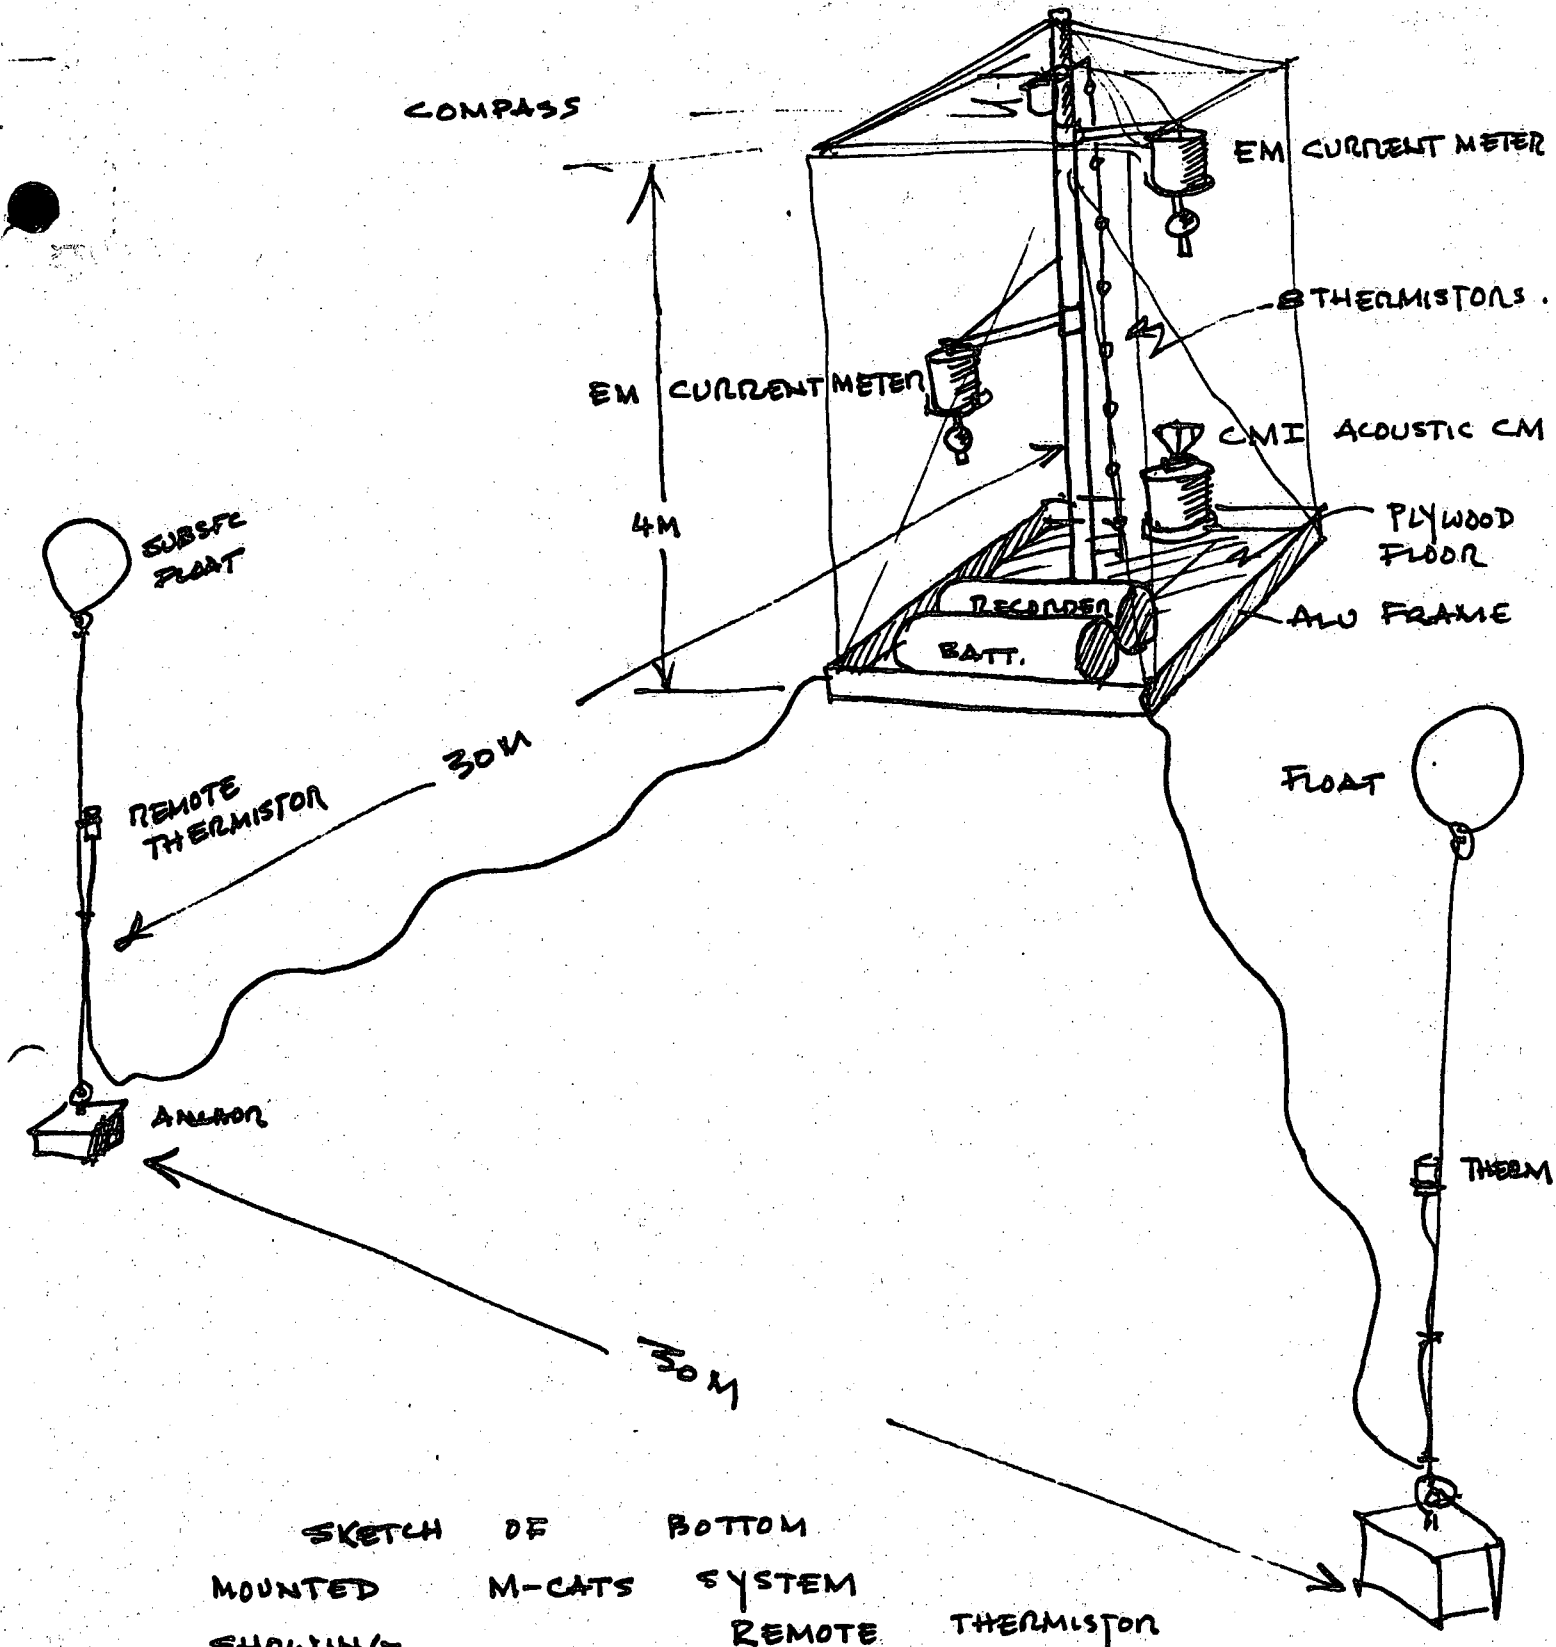 COMPASS
EM CURRENT METER
8 THERMISTORS.
EM CURRENT METER
CMI ACOUSTIC CM
4M
PLYWOOD
FLOOR
SUBSFC
FLOAT
RECORDER
ALU FRAME
BATT.
30M
FLOAT
REMOTE
THERMISTOR
ANCHOR
THERM
30M
SKETCH OF BOTTOM
MOUNTED M-CATS SYSTEM
SHOWING REMOTE THERMISTOR